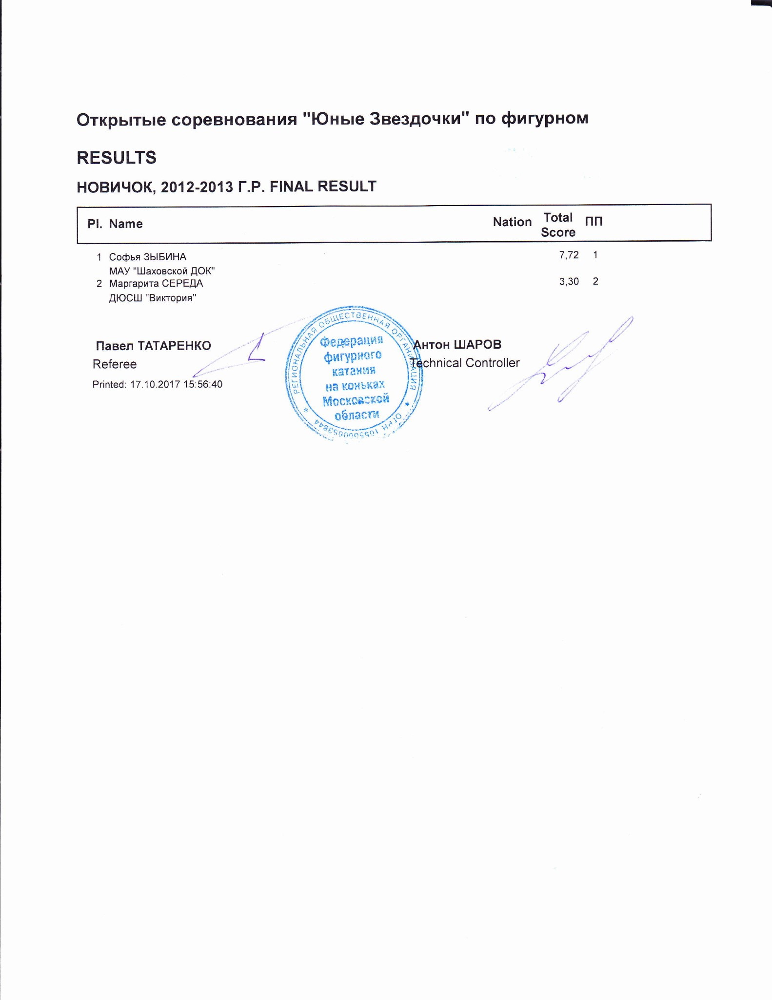 Открытые соревнования "Юные Звездочки" по фигурном
RESULTS
НОВИЧОК, 2012-2013 Г.Р. FINAL RESULT
Pl. Name Nation Total Score ПП
1 Софья ЗЫБИНА 7,72 1
МАУ "Шаховской ДОК"
2 Маргарита СЕРЕДА 3,30 2
ДЮСШ "Виктория"
Павел ТАТАРЕНКО
Referee
Printed: 17.10.2017 15:56:40
РЕГИОНАЛЬНАЯ ОБЩЕСТВЕННАЯ ОРГАНИЗАЦИЯ
Федерация
фигурного
катания
на коньках
Московской
области
* ОГРН 1055000053844 *
Антон ШАРОВ
Technical Controller